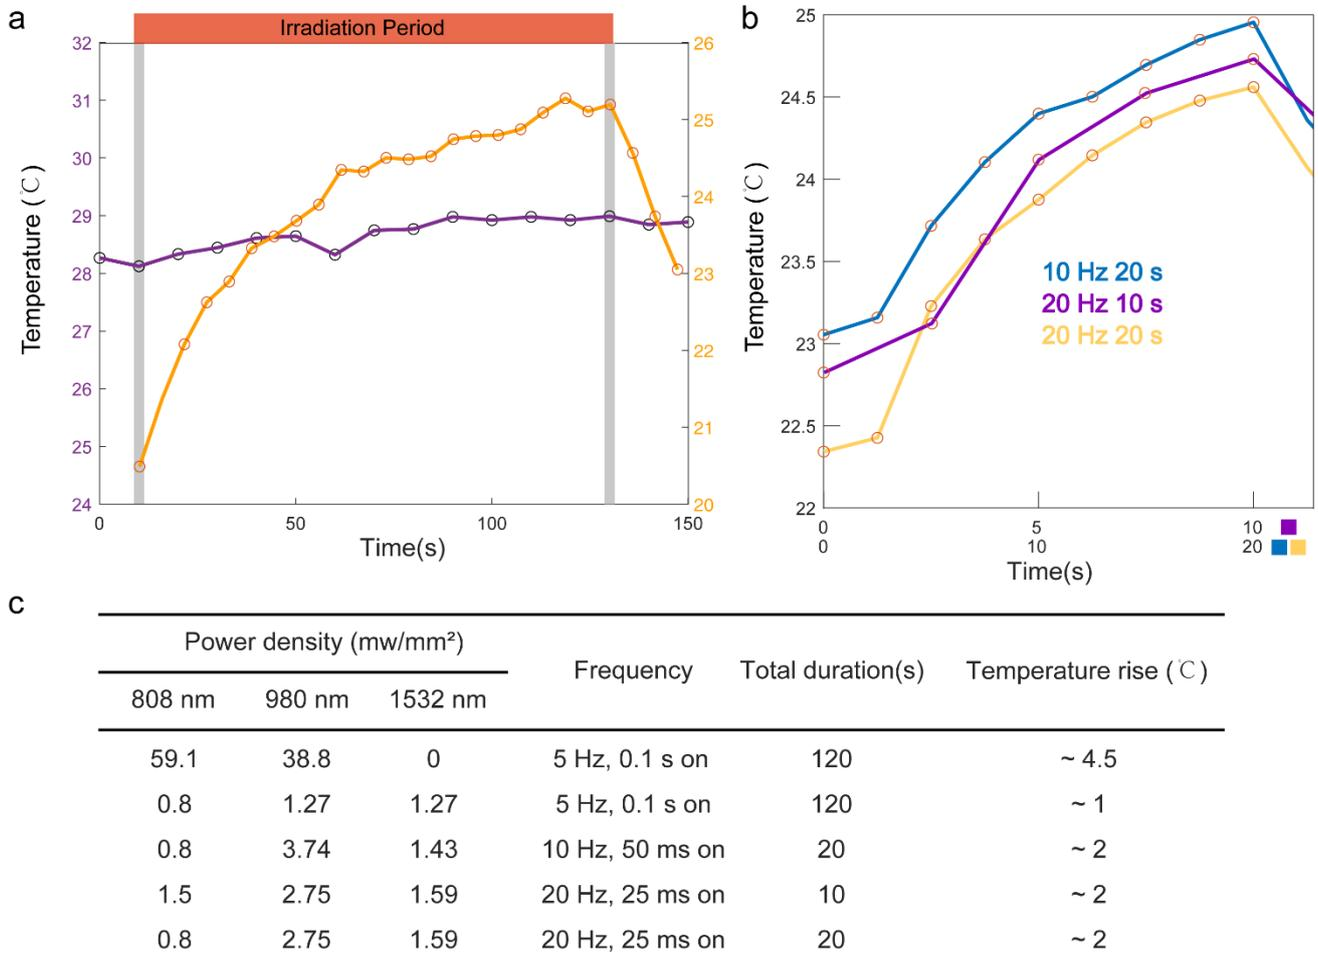 a
Irradiation Period
32
31
30
29
28
27
26
25
24
Temperature (℃)
26
25
24
23
22
21
20
0 50 100 150
Time(s)
b
25
24.5
24
23.5
23
22.5
22
Temperature (℃)
10 Hz 20 s
20 Hz 10 s
20 Hz 20 s
0 5 10
0 10 20
Time(s)
c
Power density (mw/mm²) Frequency Total duration(s) Temperature rise (℃)
808 nm 980 nm 1532 nm
59.1 38.8 0 5 Hz, 0.1 s on 120 ~ 4.5
0.8 1.27 1.27 5 Hz, 0.1 s on 120 ~ 1
0.8 3.74 1.43 10 Hz, 50 ms on 20 ~ 2
1.5 2.75 1.59 20 Hz, 25 ms on 10 ~ 2
0.8 2.75 1.59 20 Hz, 25 ms on 20 ~ 2